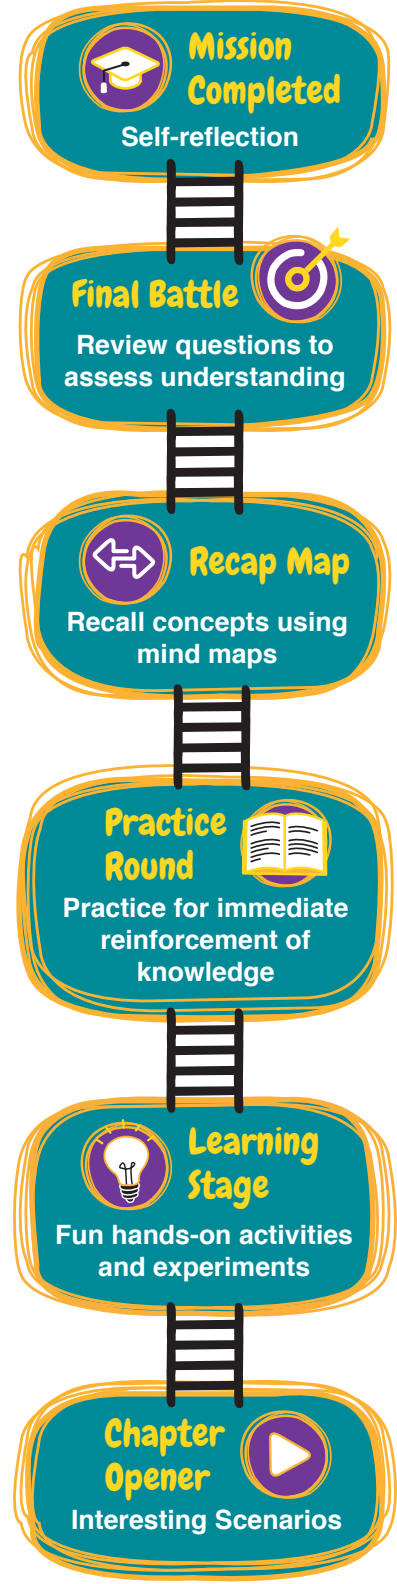 Mission
Completed
Self-reflection
Final Battle
Review questions to
assess understanding
Recap Map
Recall concepts using
mind maps
Practice
Round
Practice for immediate
reinforcement of
knowledge
Learning
Stage
Fun hands-on activities
and experiments
Chapter
Opener
Interesting Scenarios